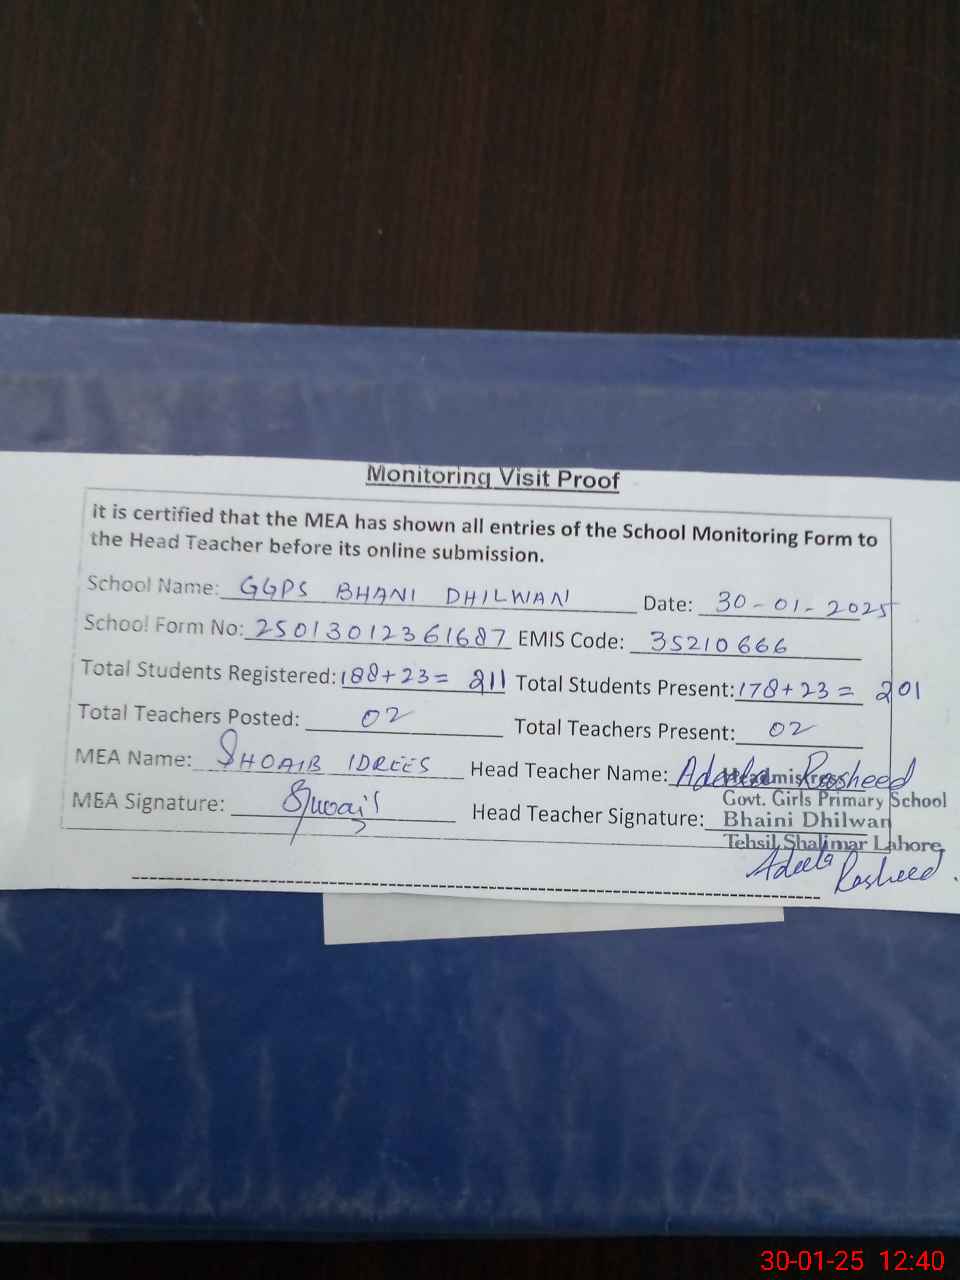 Monitoring Visit Proof
it is certified that the MEA has shown all entries of the School Monitoring Form to
the Head Teacher before its online submission.
School Name: GGPS BHANI DHILWAN Date: 30-01-2025
School Form No: 25013012361687 EMIS Code: 35210666
Total Students Registered: 188+23= 211 Total Students Present: 178+23= 201
Total Teachers Posted: 02 Total Teachers Present: 02
MEA Name: SHOAIB IDREES Head Teacher Name: Adeela Rasheed
Headmistress
MEA Signature: Head Teacher Signature:
Govt. Girls Primary School
Bhaini Dhilwan
Tehsil Shalimar Lahore
Adeela Rasheed.
30-01-25 12:40